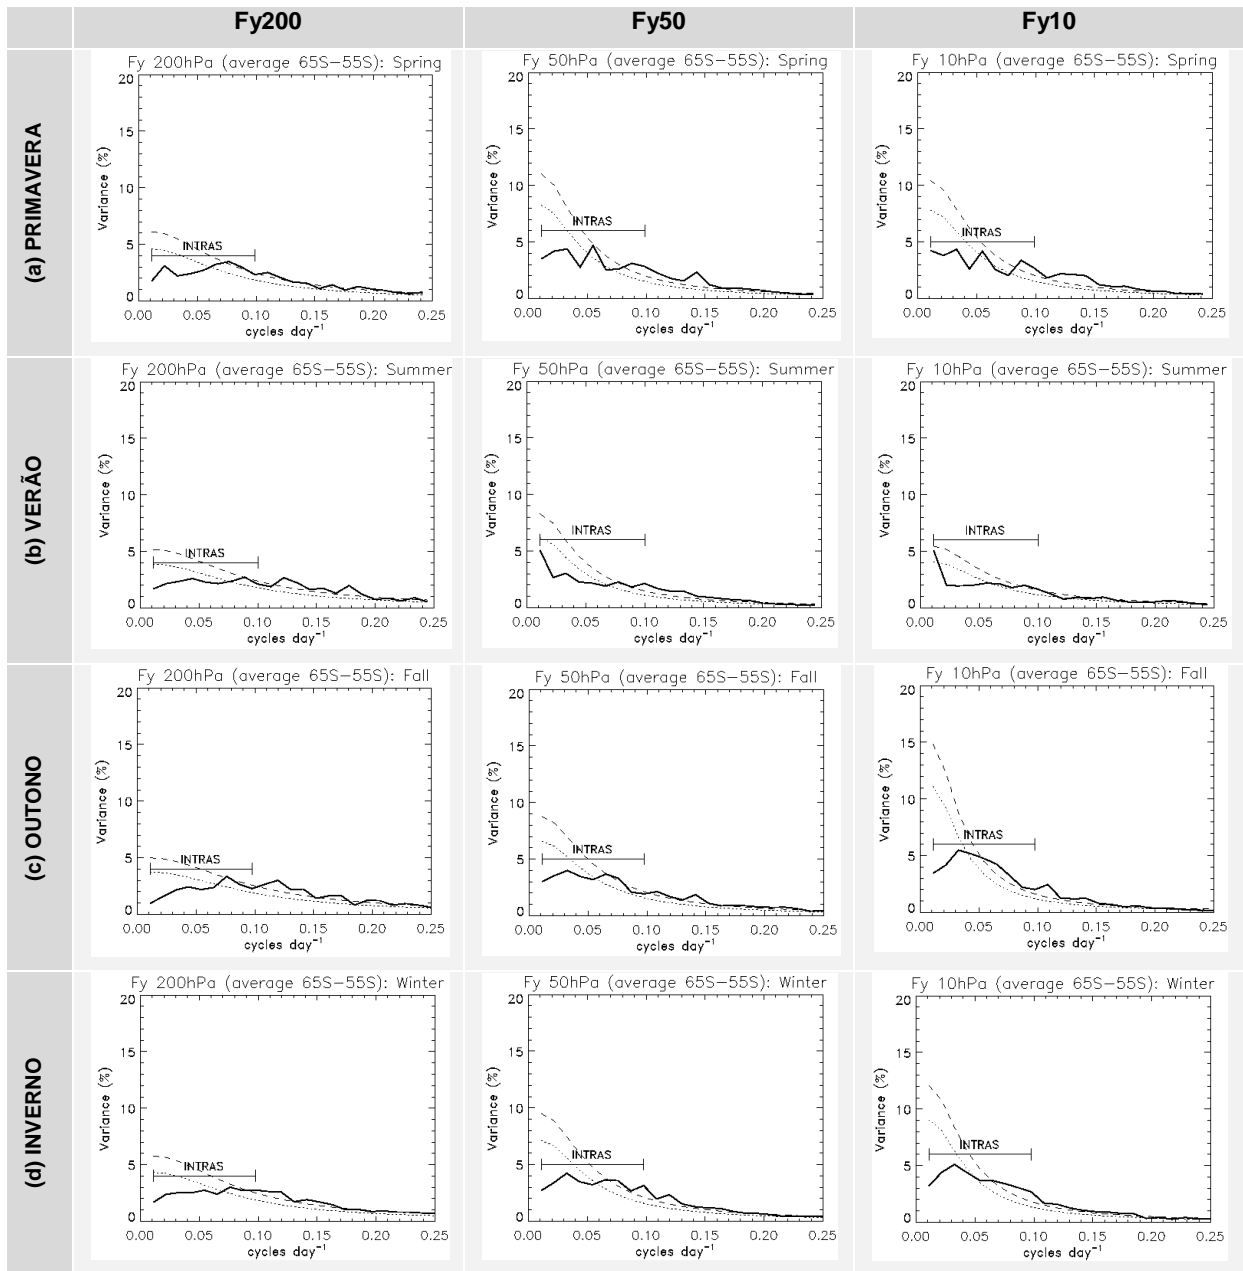 Fy200 Fy50 Fy10
(a) PRIMAVERA
Fy 200hPa (average 65S-55S): Spring
Variance (%)
20
15
10
5
0
INTRAS
0.00 0.05 0.10 0.15 0.20 0.25
cycles day⁻¹
Fy 50hPa (average 65S-55S): Spring
Variance (%)
20
15
10
5
0
INTRAS
0.00 0.05 0.10 0.15 0.20 0.25
cycles day⁻¹
Fy 10hPa (average 65S-55S): Spring
Variance (%)
20
15
10
5
0
INTRAS
0.00 0.05 0.10 0.15 0.20 0.25
cycles day⁻¹
(b) VERÃO
Fy 200hPa (average 65S-55S): Summer
Variance (%)
20
15
10
5
0
INTRAS
0.00 0.05 0.10 0.15 0.20 0.25
cycles day⁻¹
Fy 50hPa (average 65S-55S): Summer
Variance (%)
20
15
10
5
0
INTRAS
0.00 0.05 0.10 0.15 0.20 0.25
cycles day⁻¹
Fy 10hPa (average 65S-55S): Summer
Variance (%)
20
15
10
5
0
INTRAS
0.00 0.05 0.10 0.15 0.20 0.25
cycles day⁻¹
(c) OUTONO
Fy 200hPa (average 65S-55S): Fall
Variance (%)
20
15
10
5
0
INTRAS
0.00 0.05 0.10 0.15 0.20 0.25
cycles day⁻¹
Fy 50hPa (average 65S-55S): Fall
Variance (%)
20
15
10
5
0
INTRAS
0.00 0.05 0.10 0.15 0.20 0.25
cycles day⁻¹
Fy 10hPa (average 65S-55S): Fall
Variance (%)
20
15
10
5
0
INTRAS
0.00 0.05 0.10 0.15 0.20 0.25
cycles day⁻¹
(d) INVERNO
Fy 200hPa (average 65S-55S): Winter
Variance (%)
20
15
10
5
0
INTRAS
0.00 0.05 0.10 0.15 0.20 0.25
cycles day⁻¹
Fy 50hPa (average 65S-55S): Winter
Variance (%)
20
15
10
5
0
INTRAS
0.00 0.05 0.10 0.15 0.20 0.25
cycles day⁻¹
Fy 10hPa (average 65S-55S): Winter
Variance (%)
20
15
10
5
0
INTRAS
0.00 0.05 0.10 0.15 0.20 0.25
cycles day⁻¹